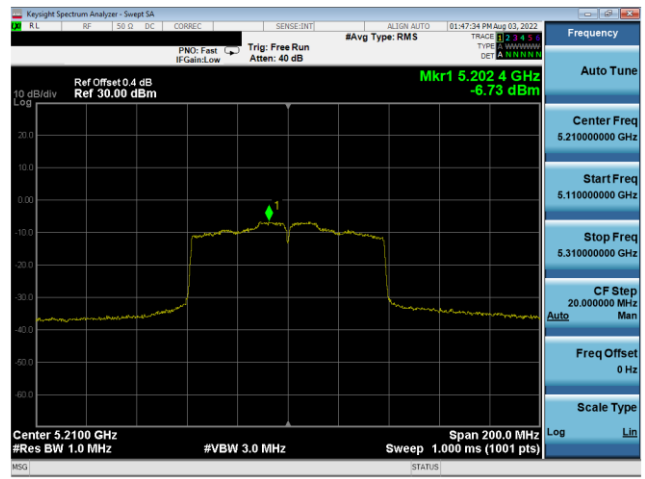 Keysight Spectrum Analyzer - Swept SA
RL RF 50 Ω DC CORREC SENSE:INT ALIGN AUTO 01:47:34 PM Aug 03, 2022
#Avg Type: RMS TRACE 1 2 3 4 5 6
PNO: Fast Trig: Free Run TYPE A WWWWW
IFGain:Low Atten: 40 dB DET A N N N N N
Mkr1 5.202 4 GHz
-6.73 dBm
Ref Offset 0.4 dB
10 dB/div Ref 30.00 dBm
Log
1
20.0
10.0
0.00
-10.0
-20.0
-30.0
-40.0
-50.0
-60.0
Center 5.2100 GHz Span 200.0 MHz
#Res BW 1.0 MHz #VBW 3.0 MHz Sweep 1.000 ms (1001 pts)
MSG STATUS
Frequency
Auto Tune
Center Freq
5.210000000 GHz
Start Freq
5.110000000 GHz
Stop Freq
5.310000000 GHz
CF Step
20.000000 MHz
Auto Man
Freq Offset
0 Hz
Scale Type
Log Lin